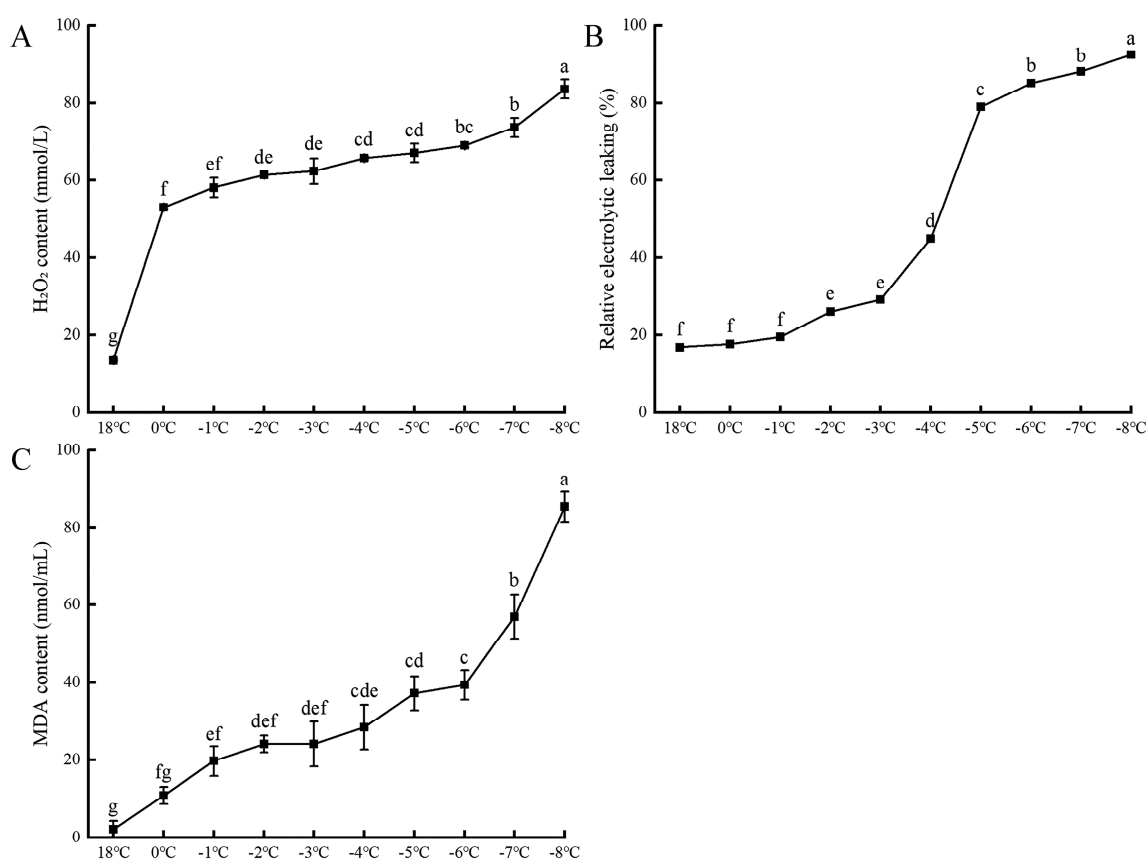 A
H₂O₂ content (mmol/L)
100
80
60
40
20
0
g
f
ef
de
de
cd
cd
bc
b
a
18℃ 0℃ -1℃ -2℃ -3℃ -4℃ -5℃ -6℃ -7℃ -8℃
B
Relative electrolytic leaking (%)
100
80
60
40
20
0
f
f
f
e
e
d
c
b
b
a
18℃ 0℃ -1℃ -2℃ -3℃ -4℃ -5℃ -6℃ -7℃ -8℃
C
MDA content (nmol/mL)
100
80
60
40
20
0
g
fg
ef
def
def
cde
cd
c
b
a
18℃ 0℃ -1℃ -2℃ -3℃ -4℃ -5℃ -6℃ -7℃ -8℃